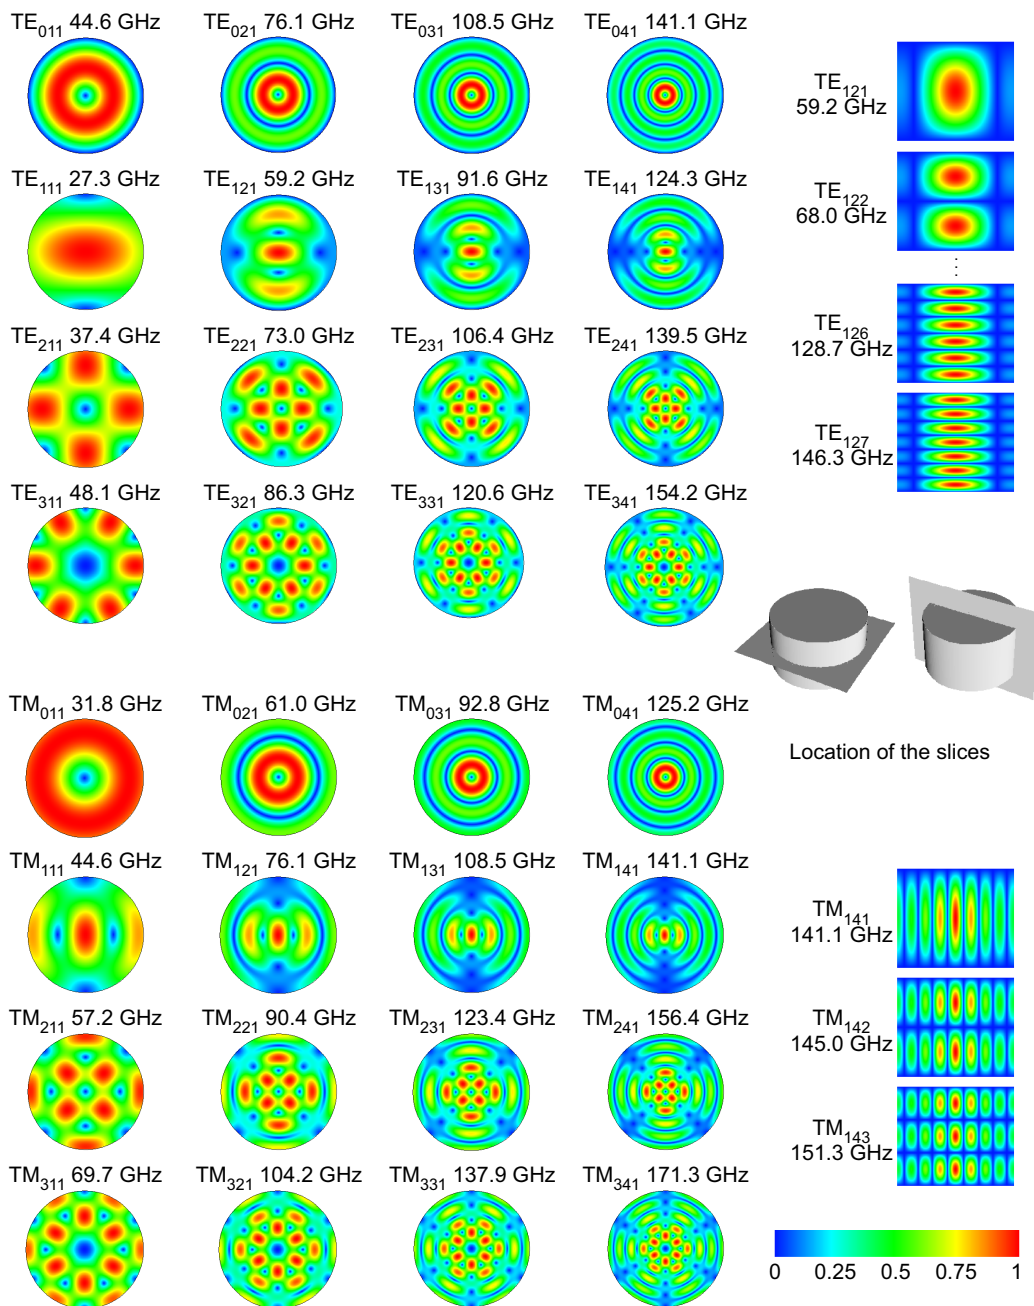 TE011 44.6 GHz TE021 76.1 GHz TE031 108.5 GHz TE041 141.1 GHz
TE111 27.3 GHz TE121 59.2 GHz TE131 91.6 GHz TE141 124.3 GHz
TE211 37.4 GHz TE221 73.0 GHz TE231 106.4 GHz TE241 139.5 GHz
TE311 48.1 GHz TE321 86.3 GHz TE331 120.6 GHz TE341 154.2 GHz
TE121
59.2 GHz
TE122
68.0 GHz
⋮
TE126
128.7 GHz
TE127
146.3 GHz
Location of the slices
TM011 31.8 GHz TM021 61.0 GHz TM031 92.8 GHz TM041 125.2 GHz
TM111 44.6 GHz TM121 76.1 GHz TM131 108.5 GHz TM141 141.1 GHz
TM211 57.2 GHz TM221 90.4 GHz TM231 123.4 GHz TM241 156.4 GHz
TM311 69.7 GHz TM321 104.2 GHz TM331 137.9 GHz TM341 171.3 GHz
TM141
141.1 GHz
TM142
145.0 GHz
TM143
151.3 GHz
0 0.25 0.5 0.75 1